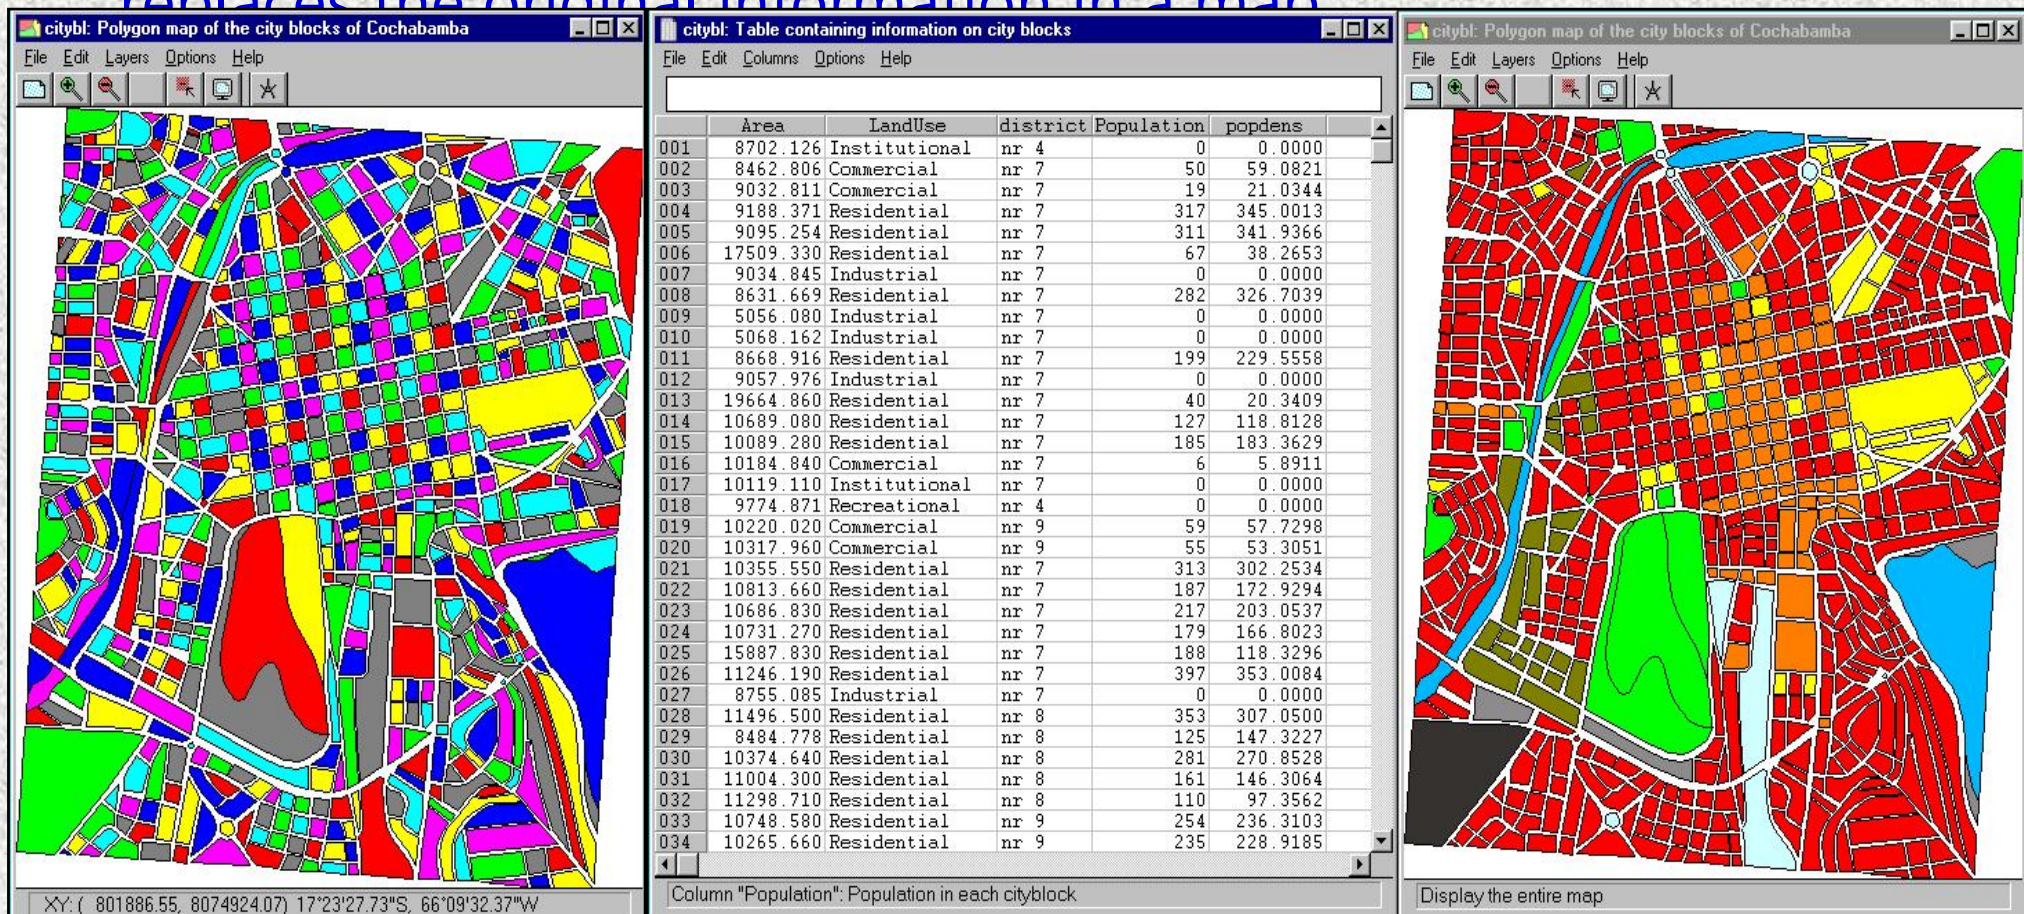 replaces the original information in a map
citybl: Polygon map of the city blocks of Cochabamba
File Edit Layers Options Help
XY: ( 801886.55, 8074924.07) 17°23'27.73"S, 66°09'32.37"W
citybl: Table containing information on city blocks
File Edit Columns Options Help
Area LandUse district Population popdens
001 8702.126 Institutional nr 4 0 0.0000
002 8462.806 Commercial nr 7 50 59.0821
003 9032.811 Commercial nr 7 19 21.0344
004 9188.371 Residential nr 7 317 345.0013
005 9095.254 Residential nr 7 311 341.9366
006 17509.330 Residential nr 7 67 38.2653
007 9034.845 Industrial nr 7 0 0.0000
008 8631.669 Residential nr 7 282 326.7039
009 5056.080 Industrial nr 7 0 0.0000
010 5068.162 Industrial nr 7 0 0.0000
011 8668.916 Residential nr 7 199 229.5558
012 9057.976 Industrial nr 7 0 0.0000
013 19664.860 Residential nr 7 40 20.3409
014 10689.080 Residential nr 7 127 118.8128
015 10089.280 Residential nr 7 185 183.3629
016 10184.840 Commercial nr 7 6 5.8911
017 10119.110 Institutional nr 7 0 0.0000
018 9774.871 Recreational nr 4 0 0.0000
019 10220.020 Commercial nr 9 59 57.7298
020 10317.960 Commercial nr 9 55 53.3051
021 10355.550 Residential nr 7 313 302.2534
022 10813.660 Residential nr 7 187 172.9294
023 10686.830 Residential nr 7 217 203.0537
024 10731.270 Residential nr 7 179 166.8023
025 15887.830 Residential nr 7 188 118.3296
026 11246.190 Residential nr 7 397 353.0084
027 8755.085 Industrial nr 7 0 0.0000
028 11496.500 Residential nr 8 353 307.0500
029 8484.778 Residential nr 8 125 147.3227
030 10374.640 Residential nr 8 281 270.8528
031 11004.300 Residential nr 8 161 146.3064
032 11298.710 Residential nr 8 110 97.3562
033 10748.580 Residential nr 9 254 236.3103
034 10265.660 Residential nr 9 235 228.9185
Column "Population": Population in each cityblock
citybl: Polygon map of the city blocks of Cochabamba
File Edit Layers Options Help
Display the entire map